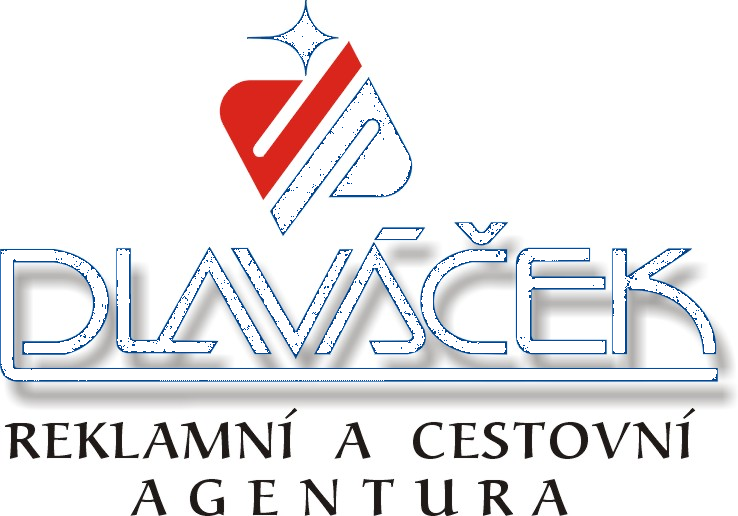 DLAVÁČEK
REKLAMNÍ A CESTOVNÍ
AGENTURA